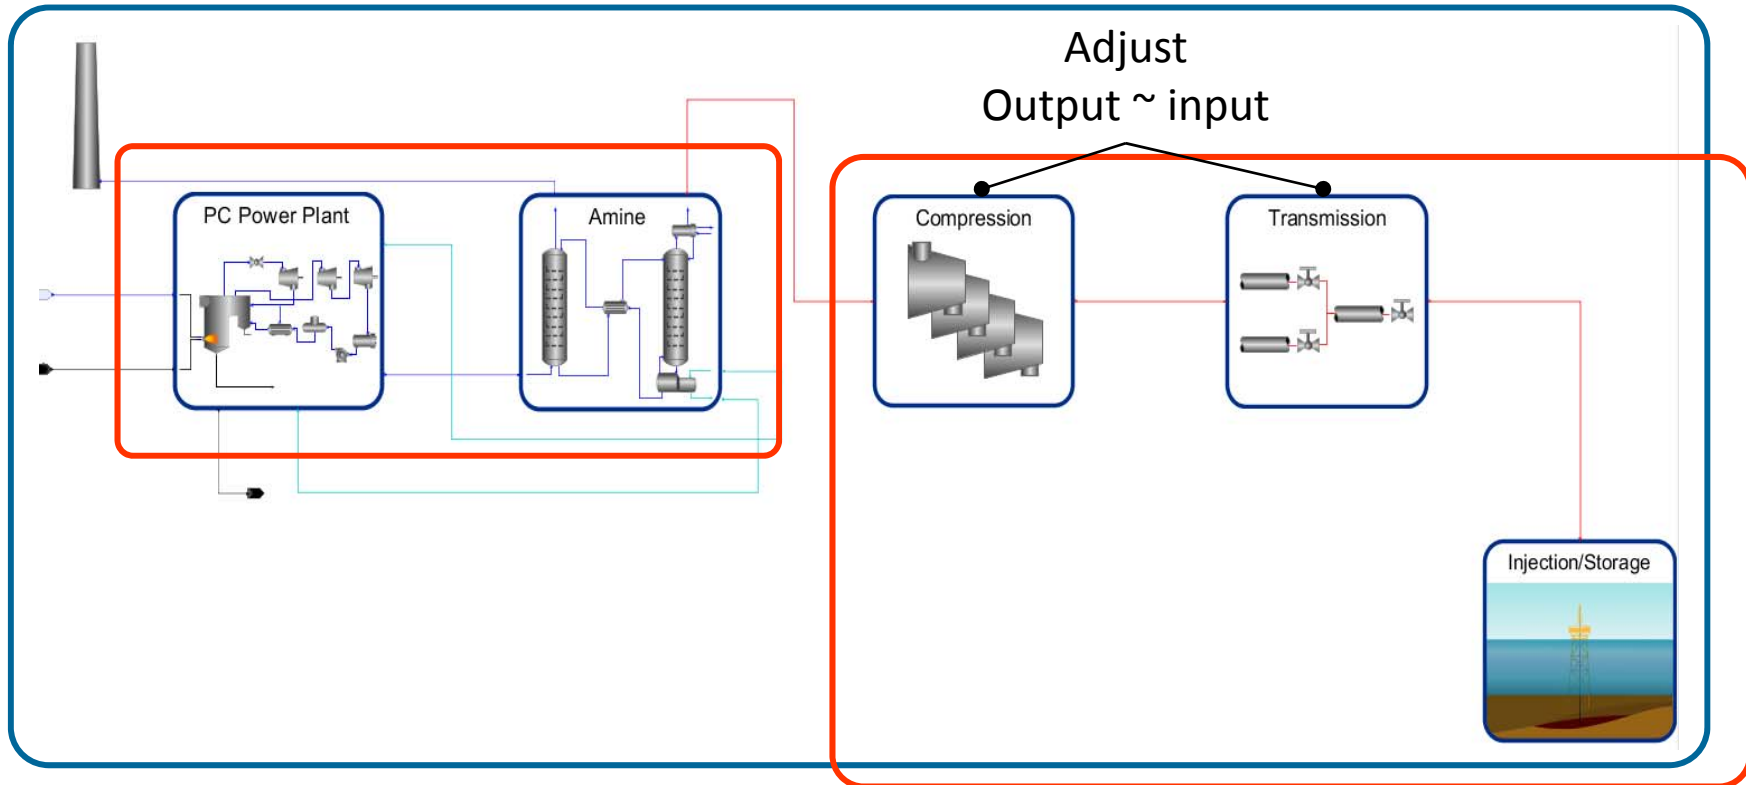 Adjust
Output ~ input
PC Power Plant
Amine
Compression
Transmission
Injection/Storage